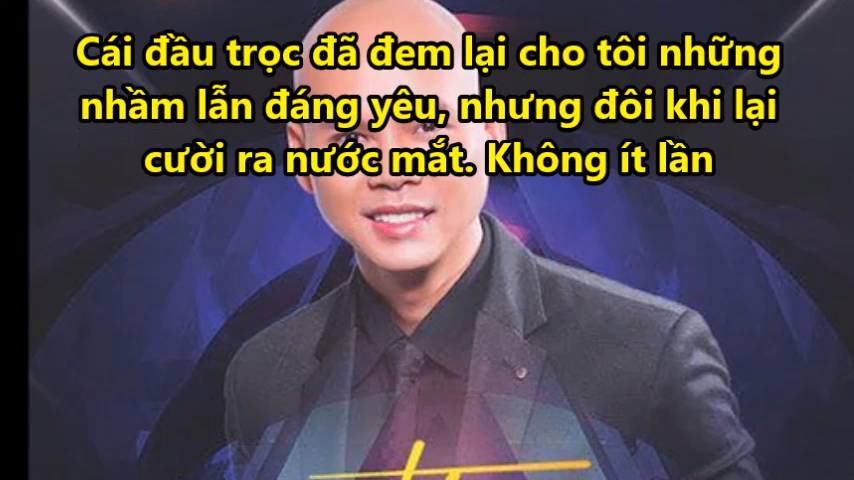 Cái đầu trọc đã đem lại cho tôi những
nhầm lẫn đáng yêu, nhưng đôi khi lại
cười ra nước mắt. Không ít lần